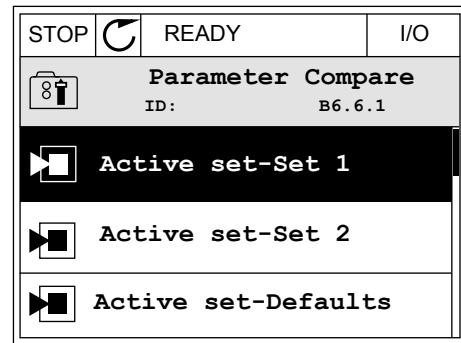 STOP READY I/O
Parameter Compare
ID: B6.6.1
Active set-Set 1
Active set-Set 2
Active set-Defaults